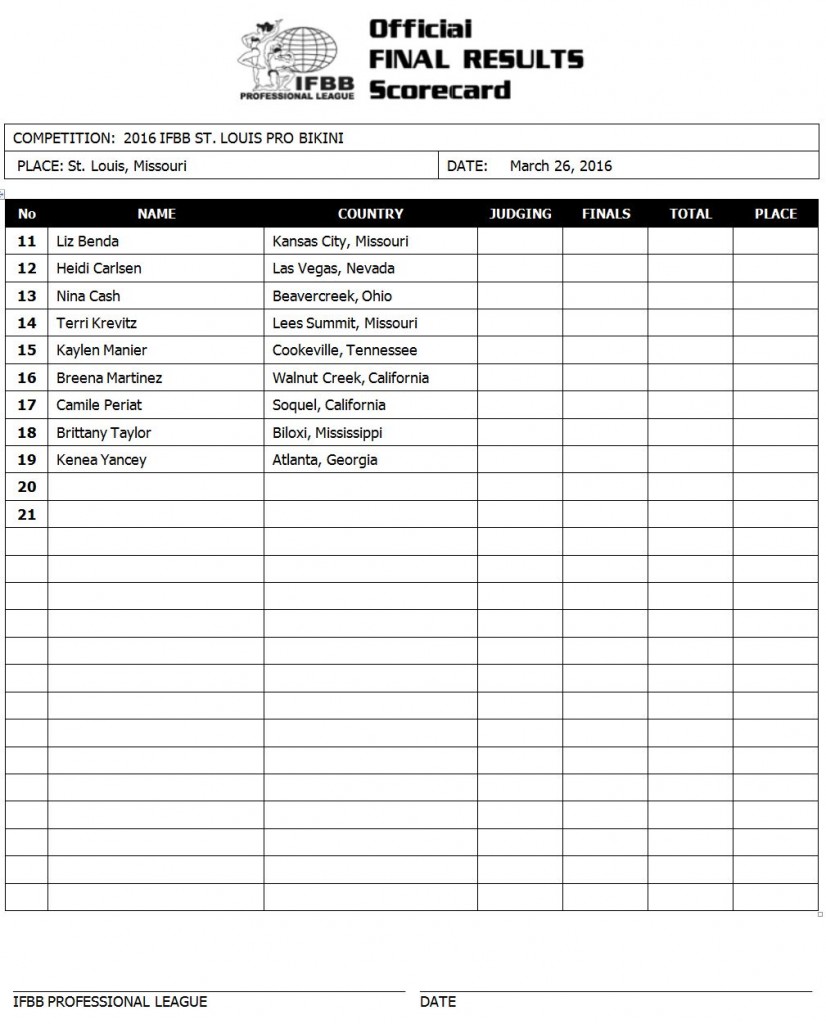 Official
FINAL RESULTS
Scorecard
IFBB
PROFESSIONAL LEAGUE
COMPETITION: 2016 IFBB ST. LOUIS PRO BIKINI
PLACE: St. Louis, Missouri DATE: March 26, 2016
No NAME COUNTRY JUDGING FINALS TOTAL PLACE
11 Liz Benda Kansas City, Missouri
12 Heidi Carlsen Las Vegas, Nevada
13 Nina Cash Beavercreek, Ohio
14 Terri Krevitz Lees Summit, Missouri
15 Kaylen Manier Cookeville, Tennessee
16 Breena Martinez Walnut Creek, California
17 Camile Periat Soquel, California
18 Brittany Taylor Biloxi, Mississippi
19 Kenea Yancey Atlanta, Georgia
20
21
IFBB PROFESSIONAL LEAGUE DATE